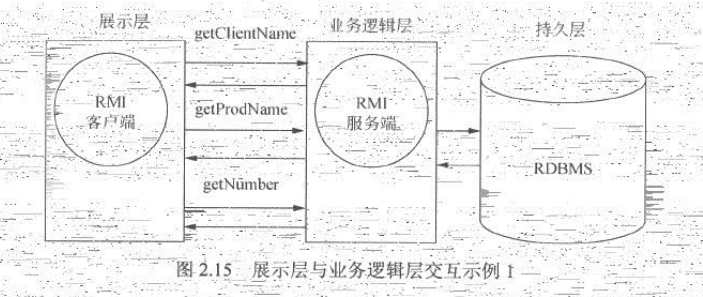 展示层
业务逻辑层
持久层
getClientName
RMI
客户端
getProdName
getNumber
RMI
服务端
RDBMS
图 2.15 展示层与业务逻辑层交互示例 1